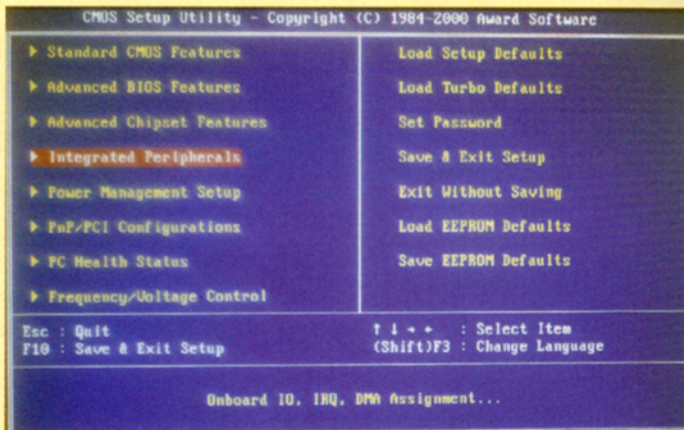 CMOS Setup Utility - Copyright (C) 1984-2000 Award Software
▶ Standard CMOS Features
▶ Advanced BIOS Features
▶ Advanced Chipset Features
▶ Integrated Peripherals
▶ Power Management Setup
▶ PnP/PCI Configurations
▶ PC Health Status
▶ Frequency/Voltage Control
Load Setup Defaults
Load Turbo Defaults
Set Password
Save & Exit Setup
Exit Without Saving
Load EEPROM Defaults
Save EEPROM Defaults
Esc : Quit
F10 : Save & Exit Setup
↑ ↓ → ← : Select Item
(Shift)F3 : Change Language
Onboard IO, IRQ, DMA Assignment...